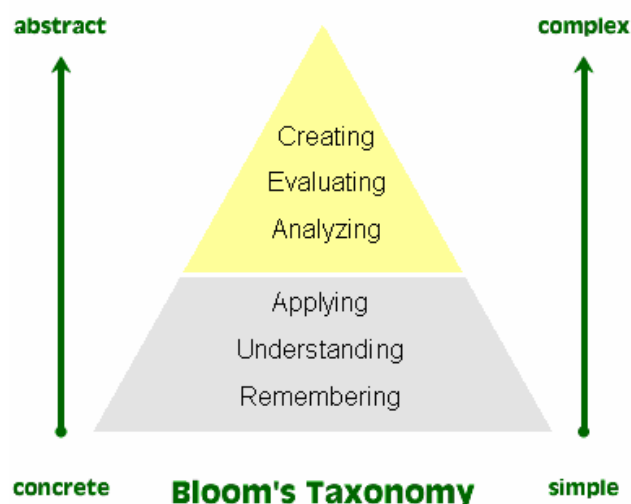 abstract
complex
Creating
Evaluating
Analyzing
Applying
Understanding
Remembering
concrete
Bloom's Taxonomy
simple